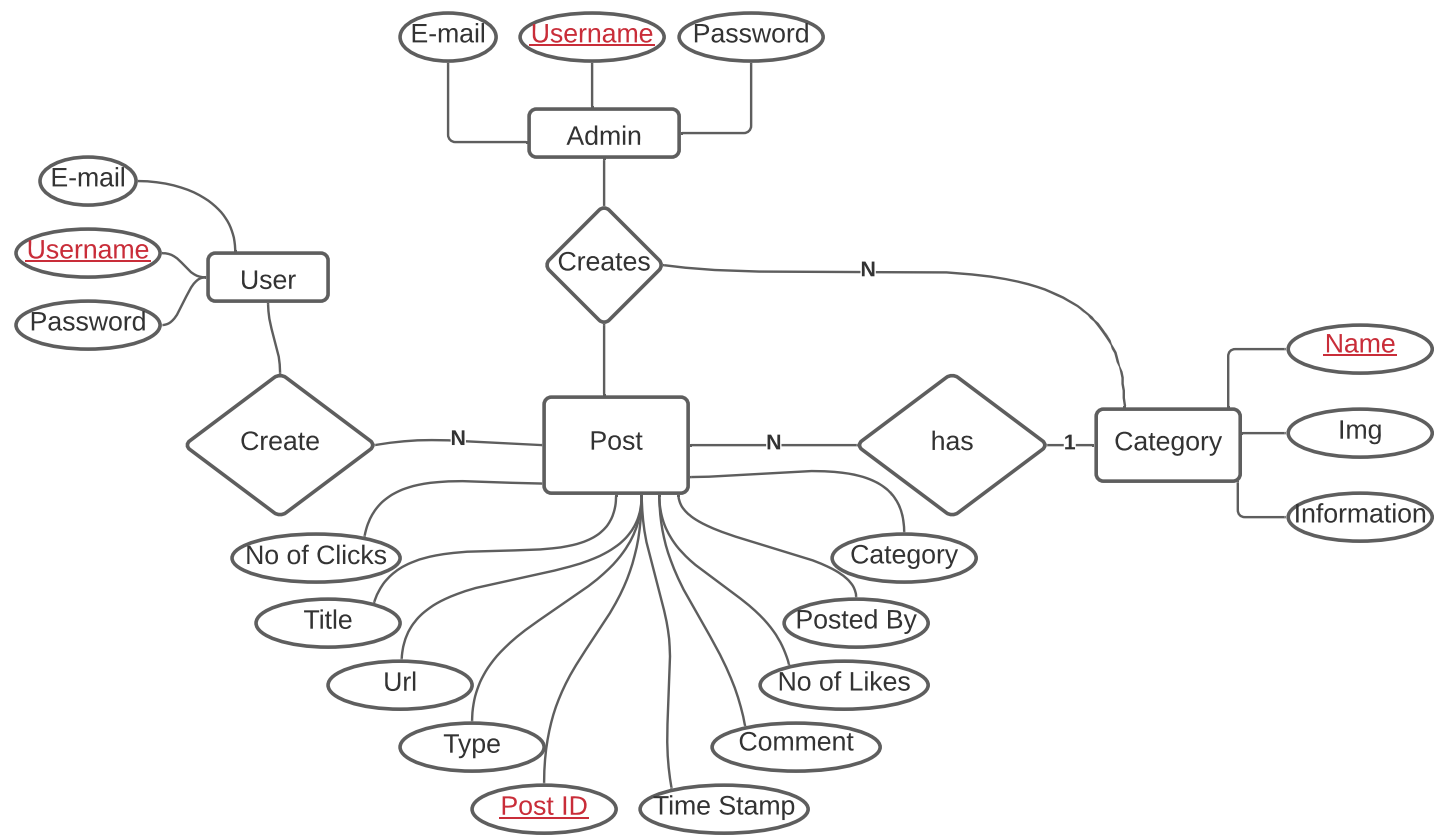 E-mail
Username
Password
Admin
E-mail
Username
Password
User
Creates
N
Name
Img
Information
Create
N
Post
N
has
1
Category
No of Clicks
Category
Title
Posted By
Url
No of Likes
Type
Comment
Post ID
Time Stamp